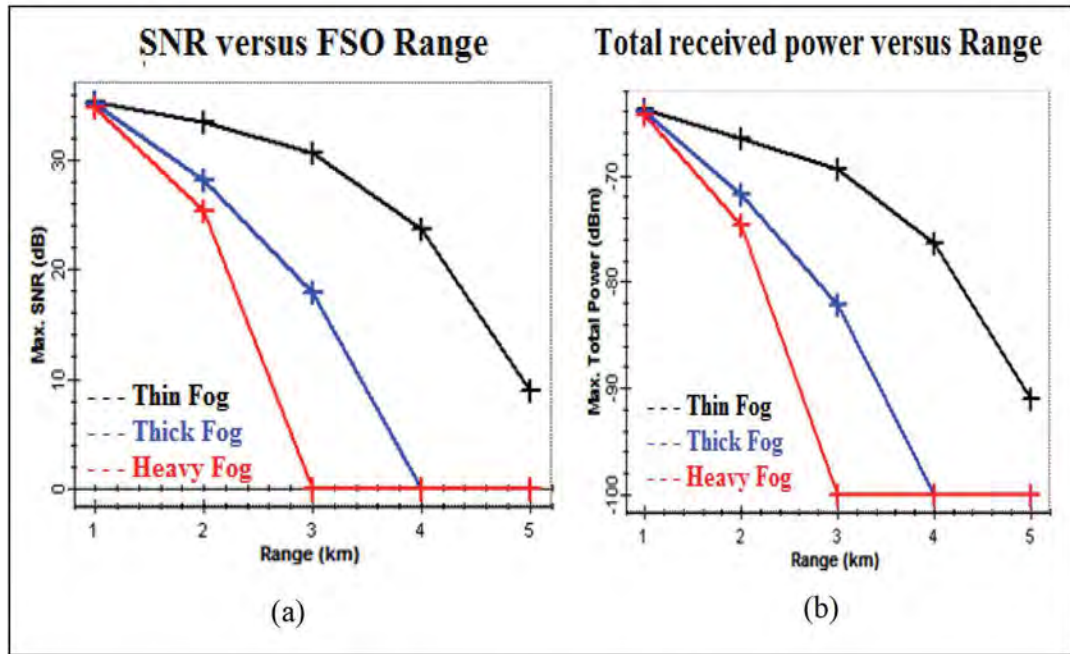 SNR versus FSO Range
Max. SNR (dB)
30
20
10
0
Thin Fog
Thick Fog
Heavy Fog
1 2 3 4 5
Range (km)
(a)
Total received power versus Range
Max. Total Power (dBm)
-70
-80
-90
-100
Thin Fog
Thick Fog
Heavy Fog
1 2 3 4 5
Range (km)
(b)